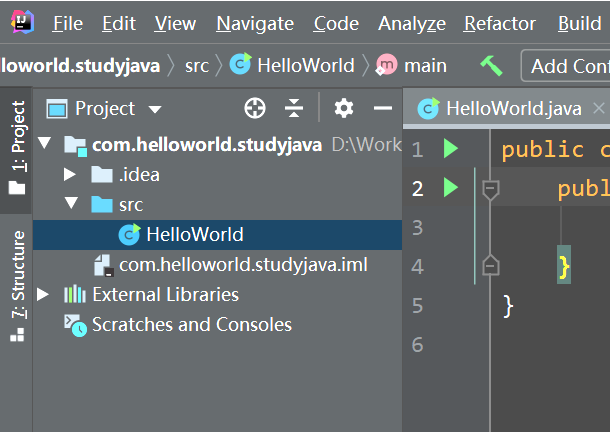 File Edit View Navigate Code Analyze Refactor Build
lloworld.studyjava src HelloWorld main Add Conf
1: Project
7: Structure
Project
com.helloworld.studyjava D:\Work
.idea
src
HelloWorld
com.helloworld.studyjava.iml
External Libraries
Scratches and Consoles
HelloWorld.java
1 public c
2 publ
3
4 }
5 }
6